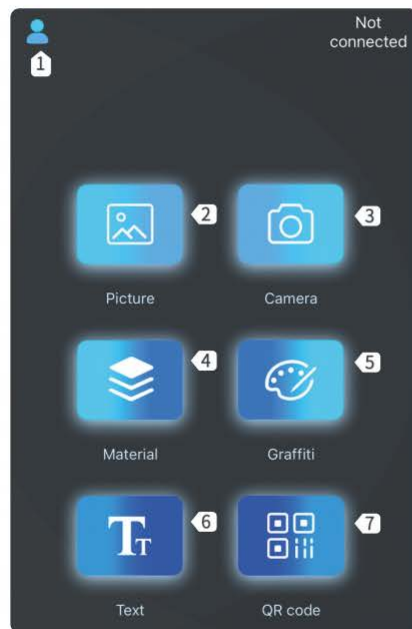 Not
connected
1
2
3
Picture
Camera
4
5
Material
Graffiti
6
7
Text
QR code